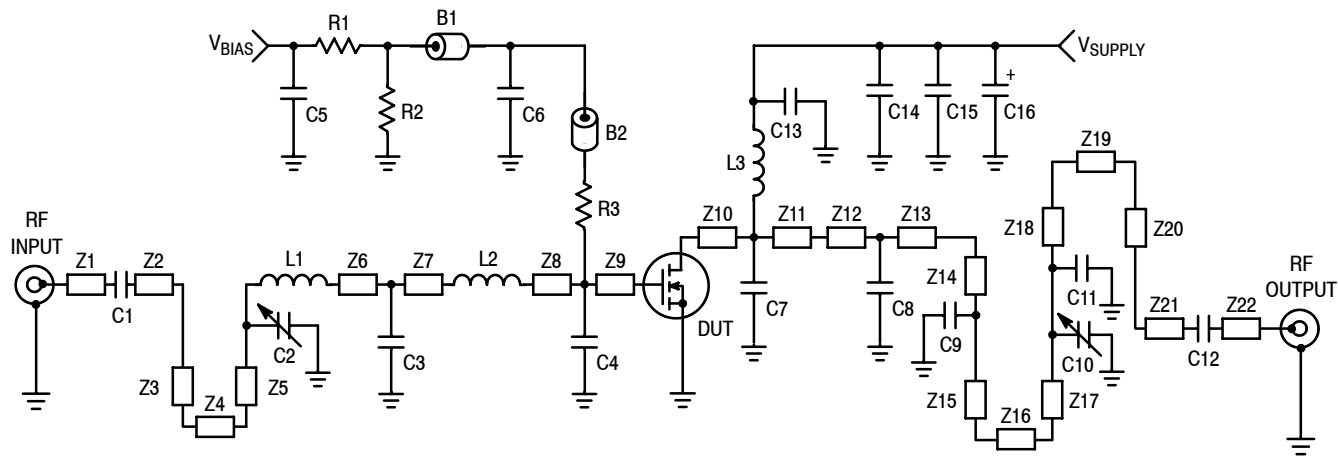 B1
R1
V_BIAS
V_SUPPLY
+
C5
R2
C6
B2
C13
C14
C15
C16
L3
Z19
R3
RF
INPUT
Z10
Z11
Z12
Z13
Z18
Z20
RF
OUTPUT
Z1
Z2
L1
Z6
Z7
L2
Z8
Z9
Z14
C11
Z21
Z22
C1
C2
C3
C4
DUT
C7
C8
C9
C10
C12
Z3
Z4
Z5
Z15
Z16
Z17